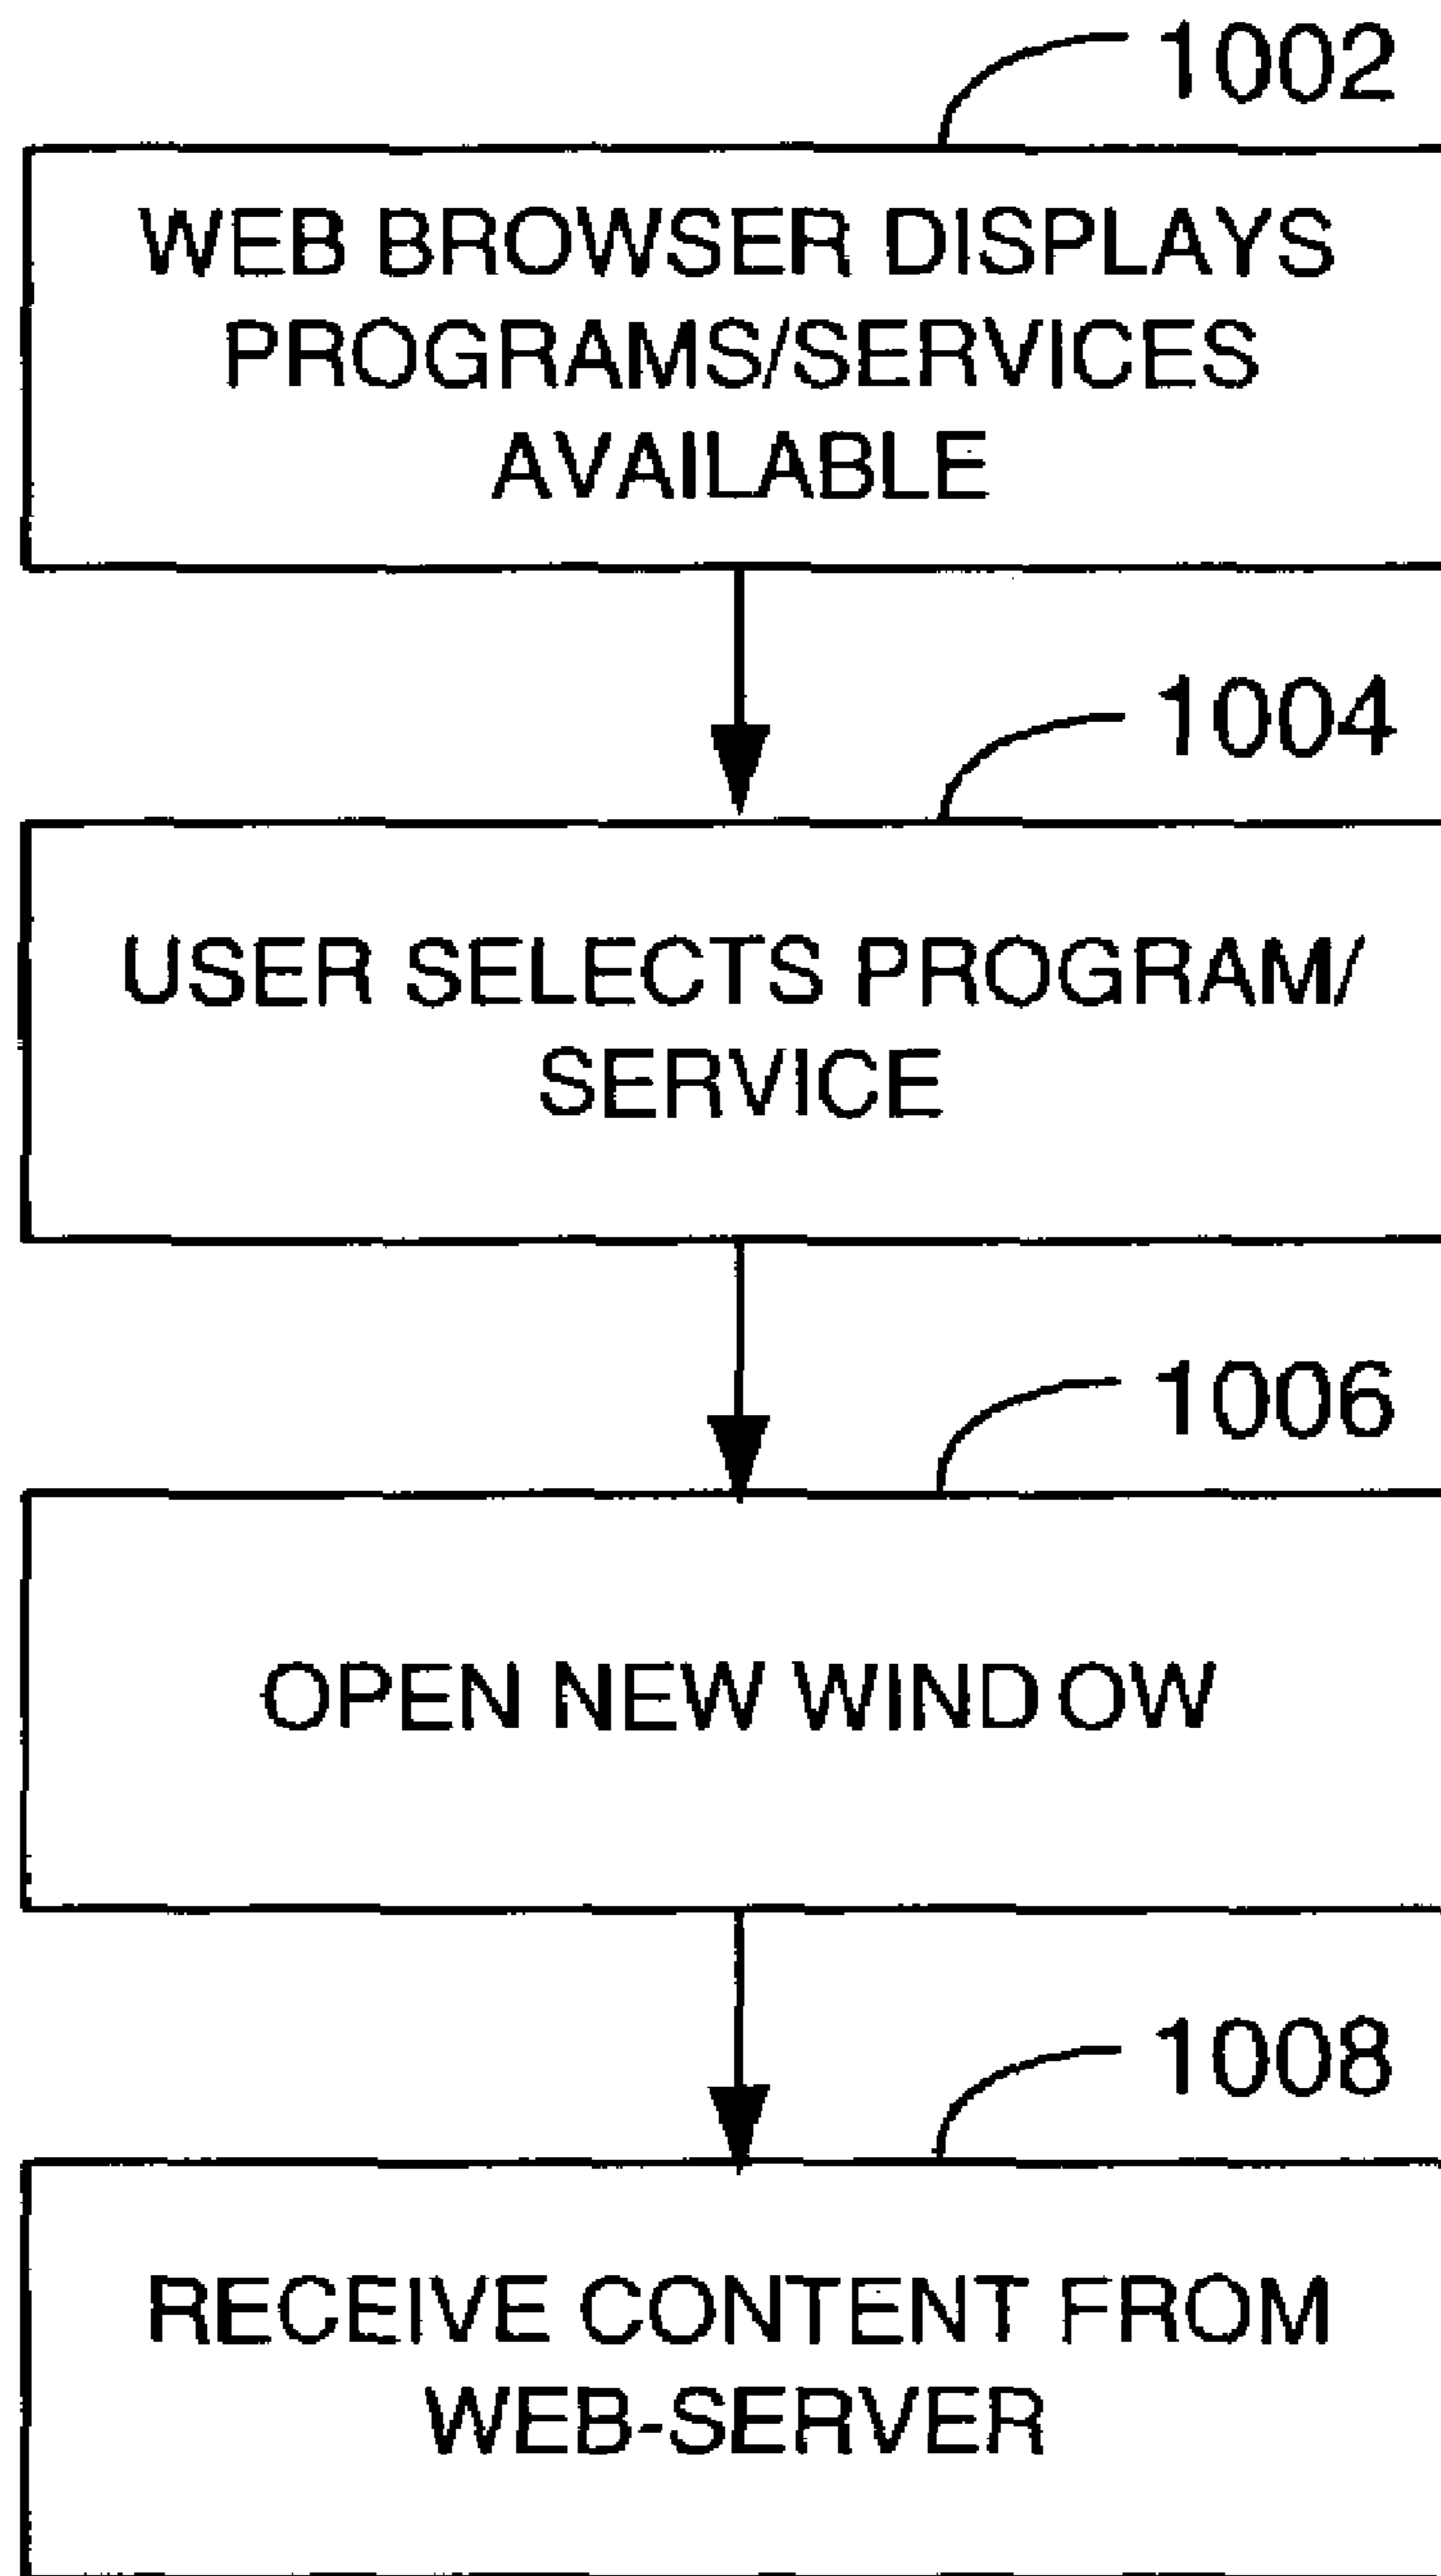 1002
WEB BROWSER DISPLAYS
PROGRAMS/SERVICES
AVAILABLE
1004
USER SELECTS PROGRAM/
SERVICE
1006
OPEN NEW WINDOW
1008
RECEIVE CONTENT FROM
WEB-SERVER